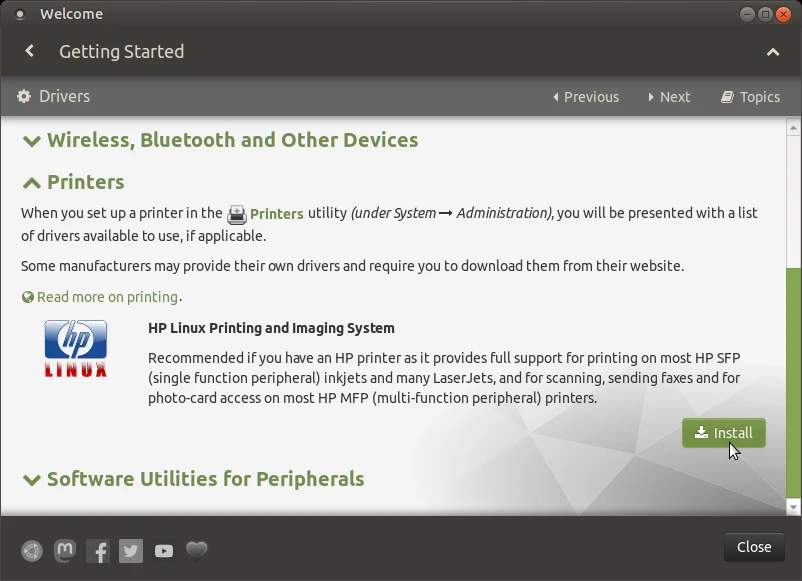 Welcome
Getting Started
Drivers
Previous
Next
Topics
Wireless, Bluetooth and Other Devices
Printers
When you set up a printer in the Printers utility (under System → Administration), you will be presented with a list
of drivers available to use, if applicable.
Some manufacturers may provide their own drivers and require you to download them from their website.
Read more on printing.
hp
LINUX
HP Linux Printing and Imaging System
Recommended if you have an HP printer as it provides full support for printing on most HP SFP
(single function peripheral) inkjets and many LaserJets, and for scanning, sending faxes and for
photo-card access on most HP MFP (multi-function peripheral) printers.
Install
Software Utilities for Peripherals
Close